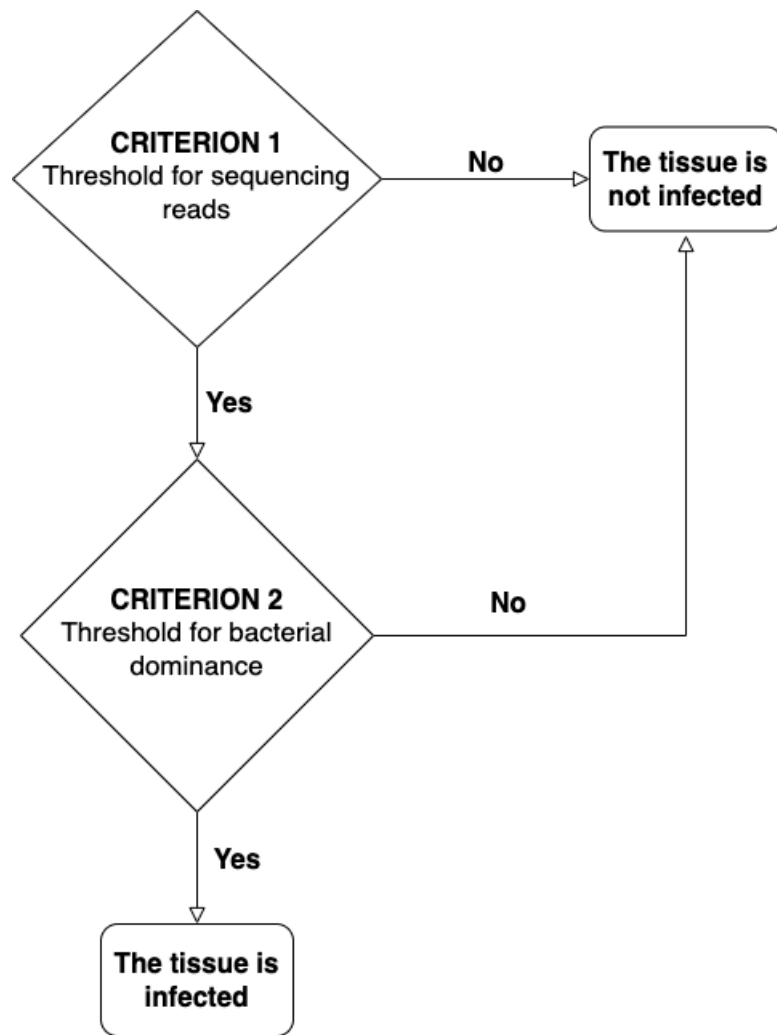 CRITERION 1
Threshold for sequencing
reads
No
The tissue is
not infected
Yes
CRITERION 2
Threshold for bacterial
dominance
No
Yes
The tissue is
infected